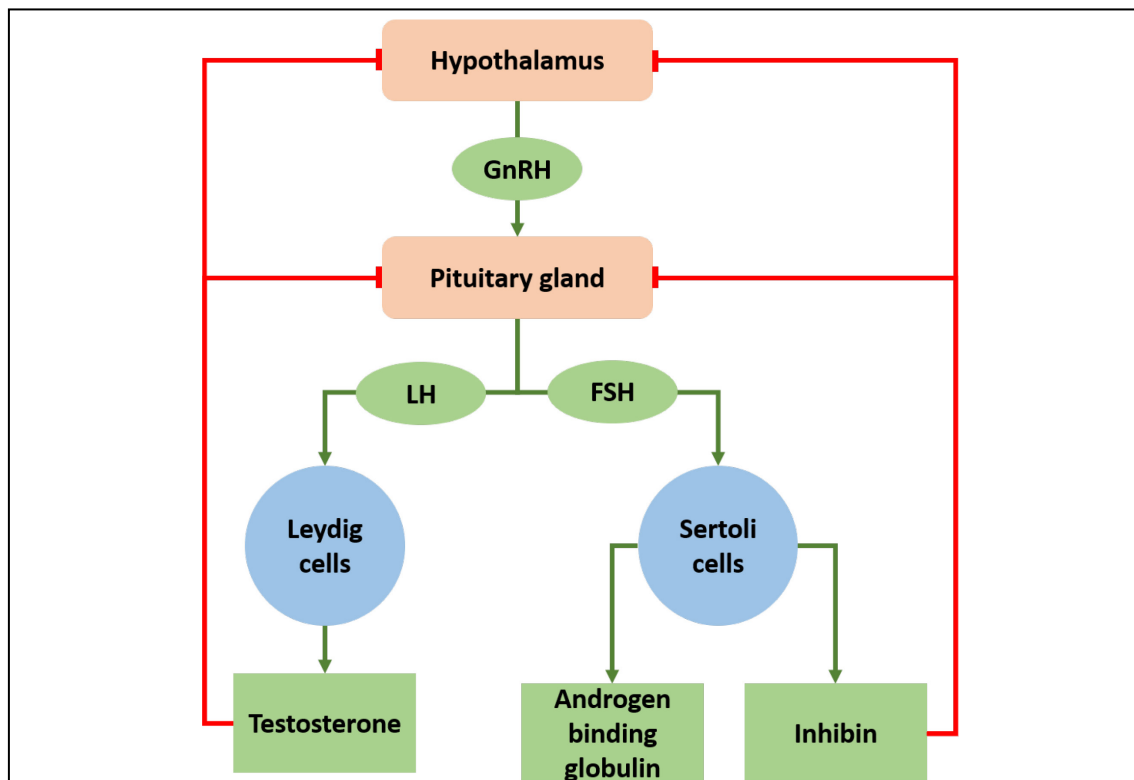 Hypothalamus
GnRH
Pituitary gland
LH
FSH
Leydig
cells
Sertoli
cells
Testosterone
Androgen
binding
globulin
Inhibin